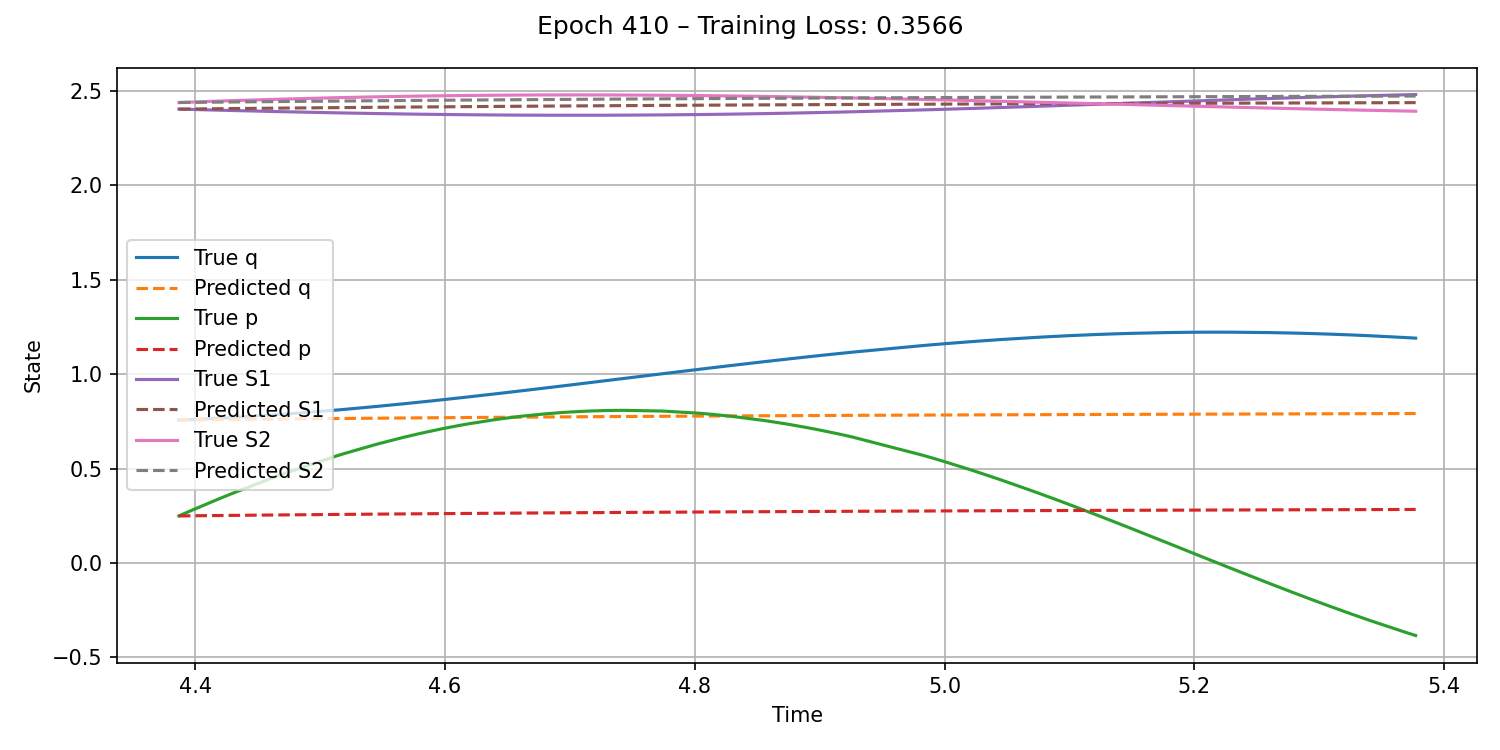 Epoch 410 – Training Loss: 0.3566
2.5
2.0
1.5
1.0
0.5
0.0
−0.5
State
True q
Predicted q
True p
Predicted p
True S1
Predicted S1
True S2
Predicted S2
4.4 4.6 4.8 5.0 5.2 5.4
Time